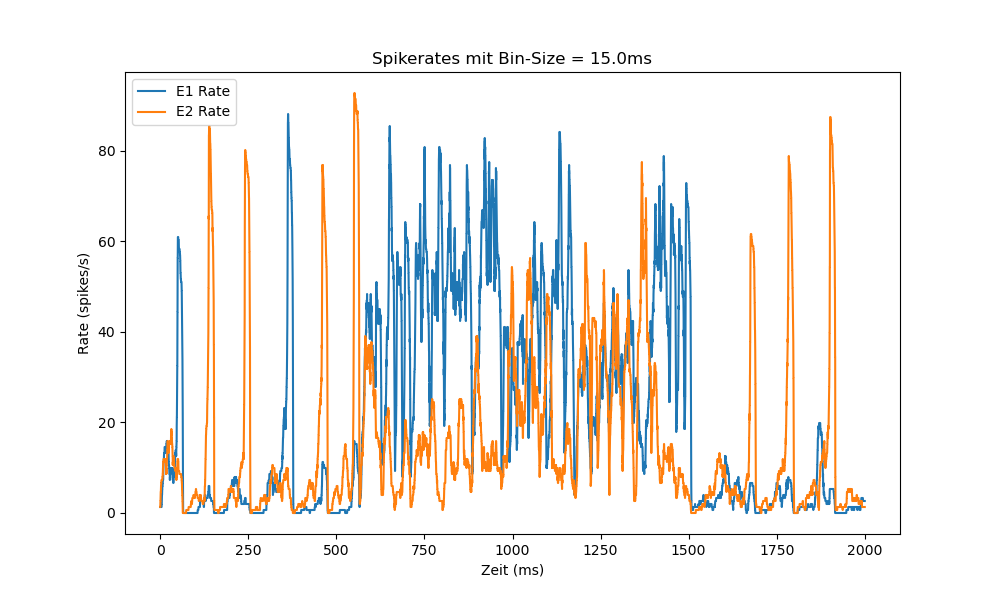 Spikerates mit Bin-Size = 15.0ms
E1 Rate
E2 Rate
80
60
40
20
0
Rate (spikes/s)
0 250 500 750 1000 1250 1500 1750 2000
Zeit (ms)